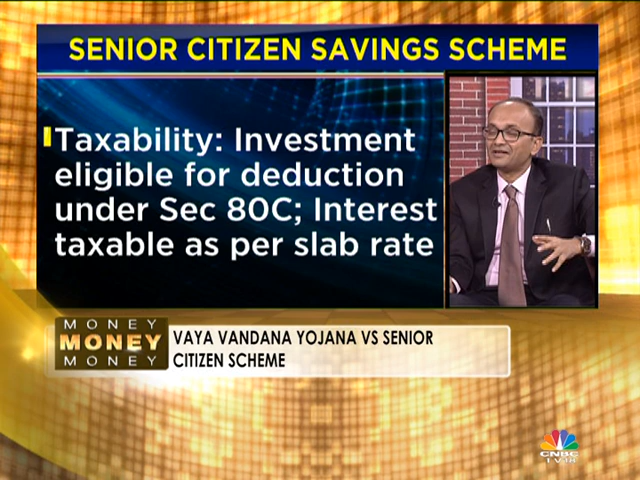 SENIOR CITIZEN SAVINGS SCHEME
Taxability: Investment
eligible for deduction
under Sec 80C; Interest
taxable as per slab rate
MONEY
MONEY
MONEY
VAYA VANDANA YOJANA VS SENIOR
CITIZEN SCHEME
CNBC
TV18